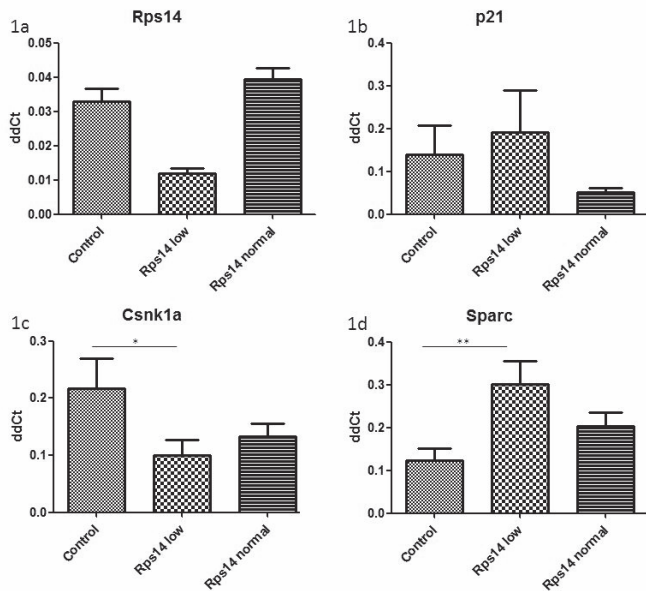 1a
Rps14
ddCt
0.05
0.04
0.03
0.02
0.01
0.00
Control
Rps14 low
Rps14 normal
1b
p21
ddCt
0.4
0.3
0.2
0.1
0.0
Control
Rps14 low
Rps14 normal
1c
Csnk1a
ddCt
0.3
0.2
0.1
0.0
*
Control
Rps14 low
Rps14 normal
1d
Sparc
ddCt
0.4
0.3
0.2
0.1
0.0
**
Control
Rps14 low
Rps14 normal